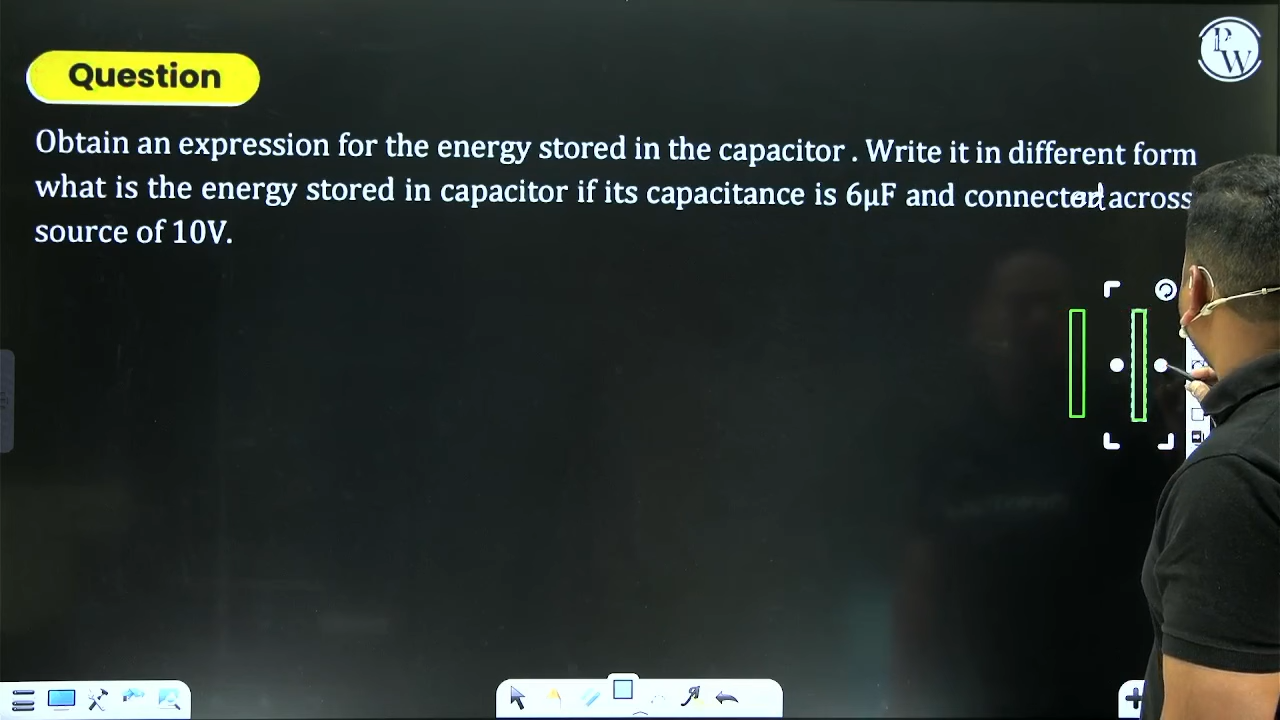 PW
Question
Obtain an expression for the energy stored in the capacitor . Write it in different form
what is the energy stored in capacitor if its capacitance is 6μF and connected across
source of 10V.